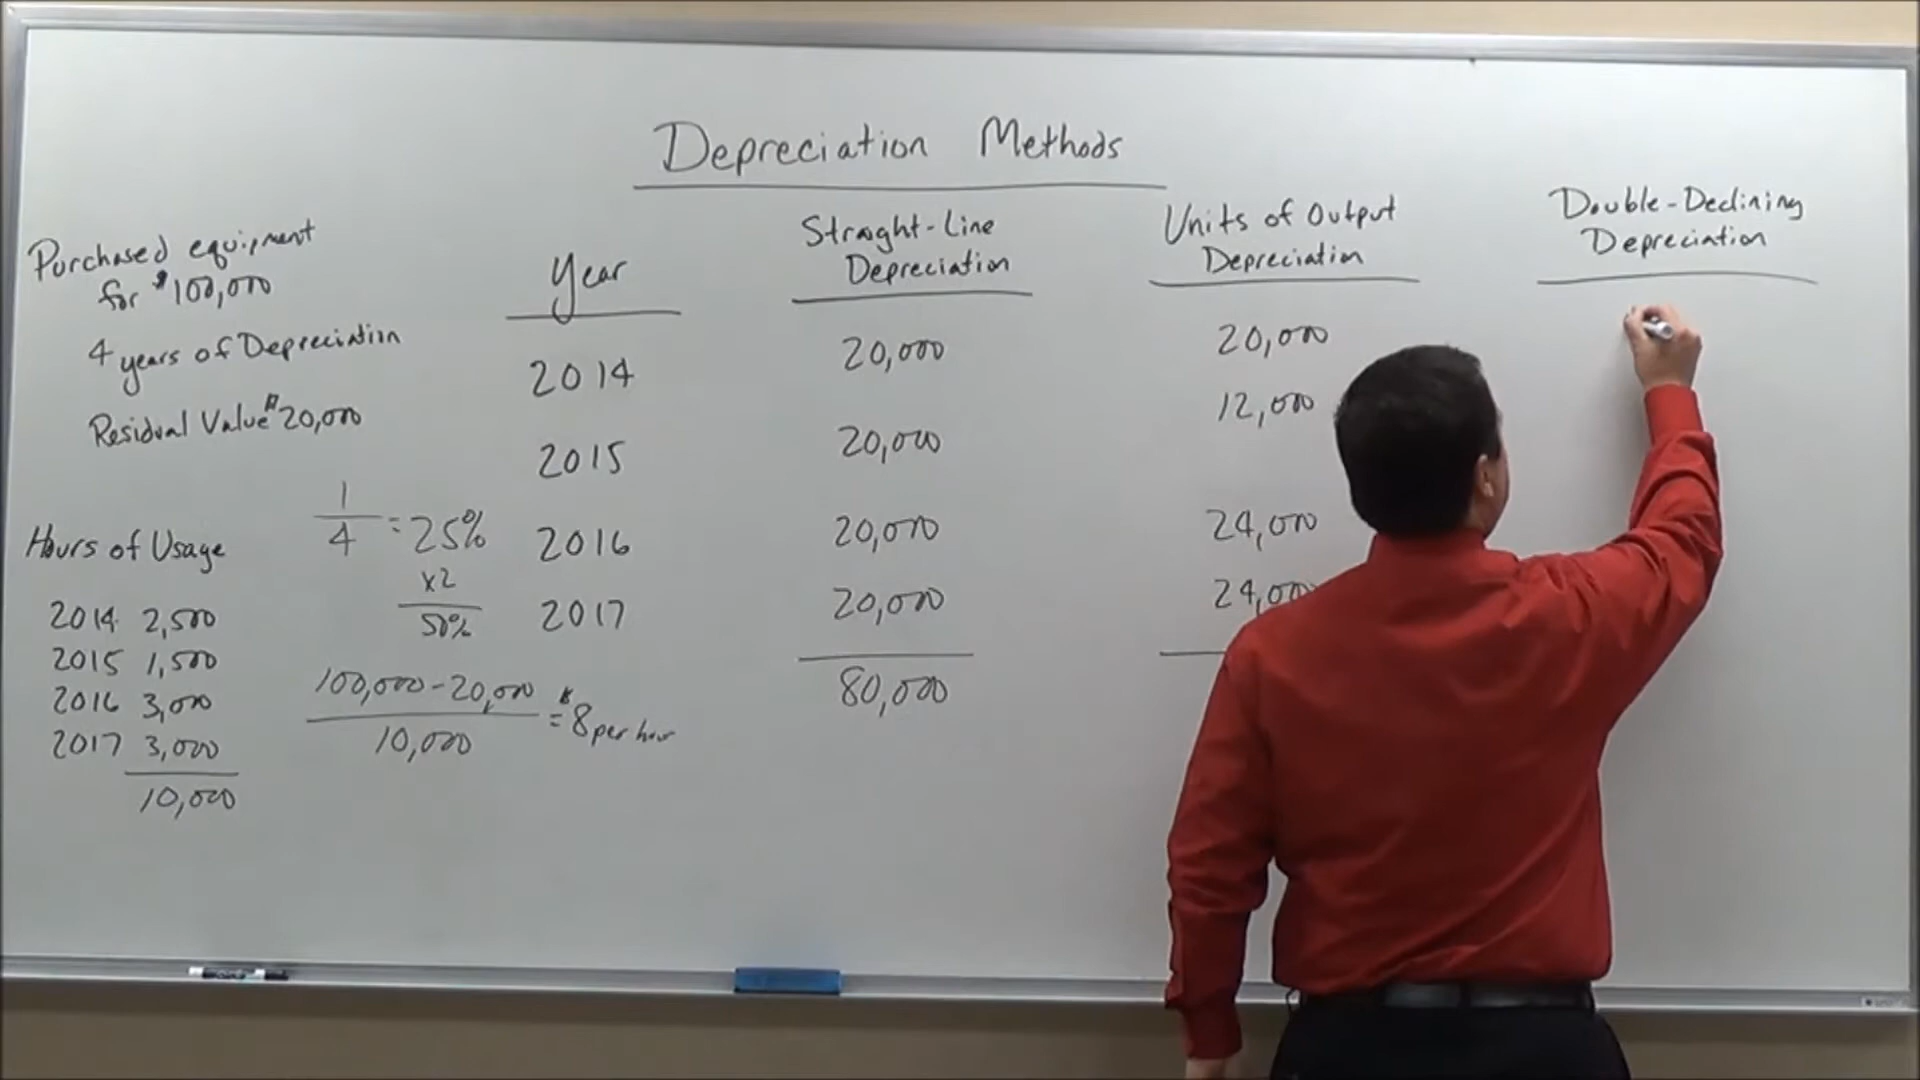 Depreciation Methods
Purchased equipment
for $100,000
4 years of Depreciation
Residual Value $20,000
Hours of Usage
2014 2,500
2015 1,500
2016 3,000
2017 3,000
10,000
1
4 = 25%
x2
50%
100,000 - 20,000
10,000
= $8 per hour
Year
2014
2015
2016
2017
Straight-Line
Depreciation
20,000
20,000
20,000
20,000
80,000
Units of Output
Depreciation
20,000
12,000
24,000
24,000
Double-Declining
Depreciation